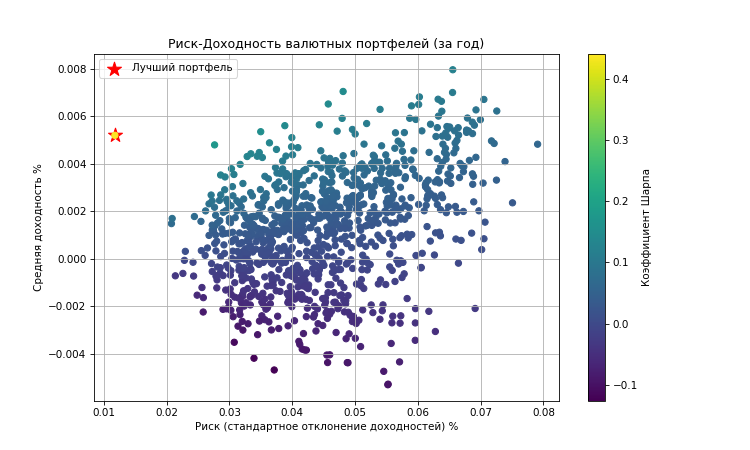 Риск-Доходность валютных портфелей (за год)
Лучший портфель
Средняя доходность %
0.008
0.006
0.004
0.002
0.000
−0.002
−0.004
0.01 0.02 0.03 0.04 0.05 0.06 0.07 0.08
Риск (стандартное отклонение доходностей) %
0.4
0.3
0.2
0.1
0.0
−0.1
Коэффициент Шарпа